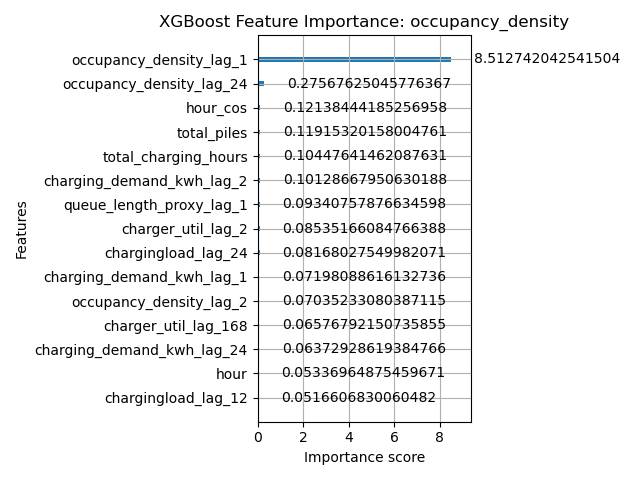 XGBoost Feature Importance: occupancy_density
occupancy_density_lag_1 8.512742042541504
occupancy_density_lag_24 0.27567625045776367
hour_cos 0.12138444185256958
total_piles 0.11915320158004761
total_charging_hours 0.10447641462087631
charging_demand_kwh_lag_2 0.10128667950630188
queue_length_proxy_lag_1 0.09340757876634598
charger_util_lag_2 0.08535166084766388
chargingload_lag_24 0.08168027549982071
charging_demand_kwh_lag_1 0.07198088616132736
occupancy_density_lag_2 0.07035233080387115
charger_util_lag_168 0.06576792150735855
charging_demand_kwh_lag_24 0.06372928619384766
hour 0.05336964875459671
chargingload_lag_12 0.0516606830060482
0 2 4 6 8
Importance score
Features